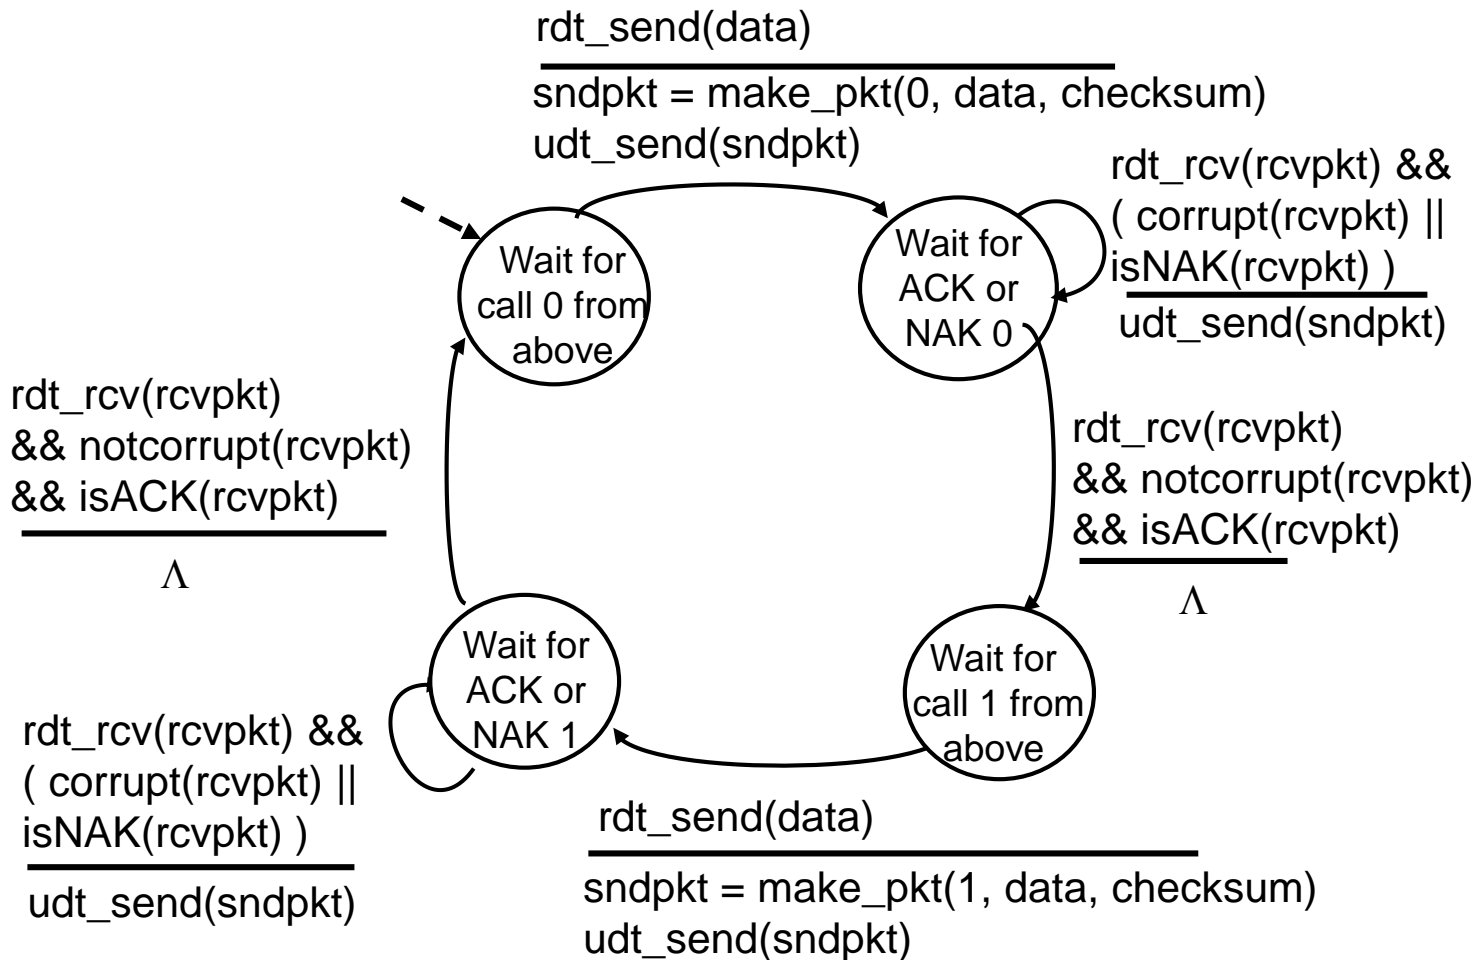 rdt_send(data)
sndpkt = make_pkt(0, data, checksum)
udt_send(sndpkt)
rdt_rcv(rcvpkt) &&
( corrupt(rcvpkt) ||
isNAK(rcvpkt) )
udt_send(sndpkt)
Wait for
call 0 from
above
Wait for
ACK or
NAK 0
rdt_rcv(rcvpkt)
&& notcorrupt(rcvpkt)
&& isACK(rcvpkt)
Λ
rdt_rcv(rcvpkt)
&& notcorrupt(rcvpkt)
&& isACK(rcvpkt)
Λ
Wait for
ACK or
NAK 1
Wait for
call 1 from
above
rdt_rcv(rcvpkt) &&
( corrupt(rcvpkt) ||
isNAK(rcvpkt) )
udt_send(sndpkt)
rdt_send(data)
sndpkt = make_pkt(1, data, checksum)
udt_send(sndpkt)